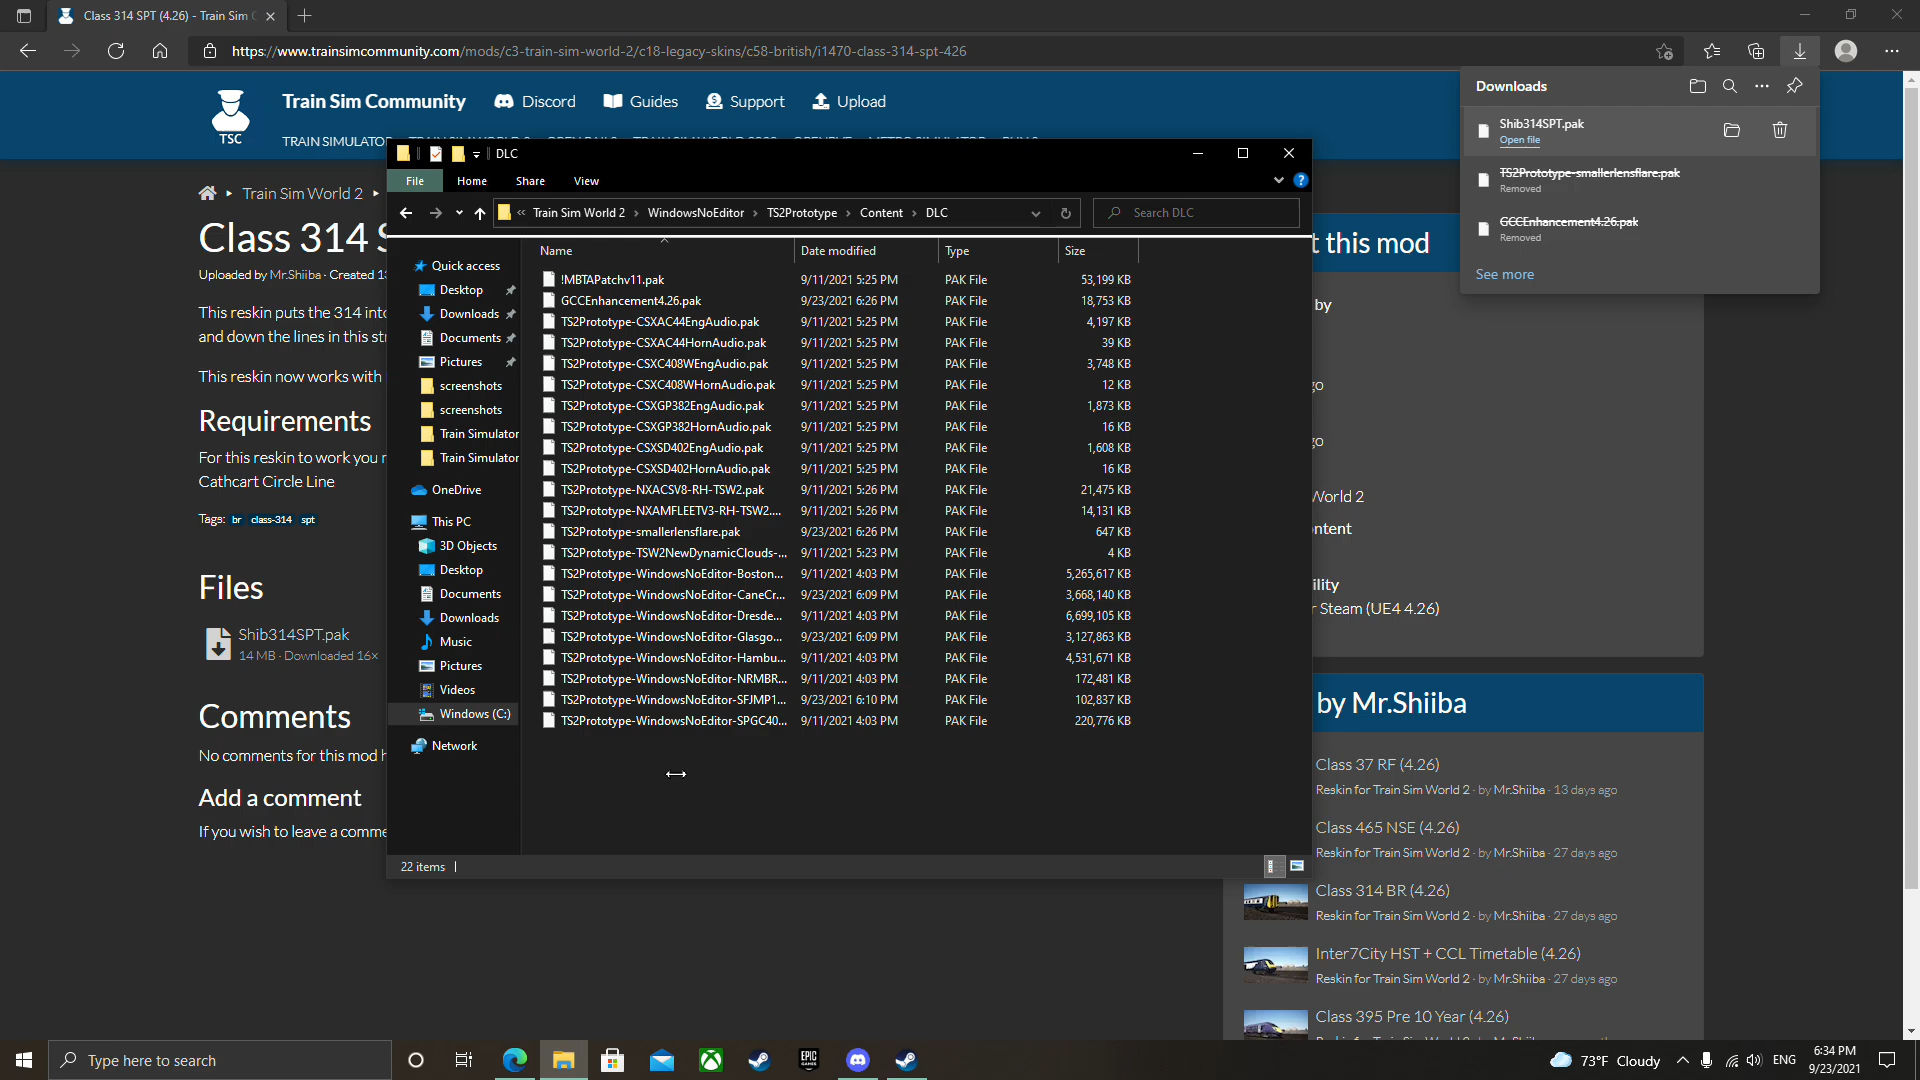 Class 314 SPT (4.26) - Train Sim C
https://www.trainsimcommunity.com/mods/c3-train-sim-world-2/c18-legacy-skins/c58-british/i1470-class-314-spt-426
TSC
Train Sim Community
Discord
Guides
Support
Upload
TRAIN SIMULATOR
Downloads
Shib314SPT.pak
Open file
TS2Prototype-smallerlensflare.pak
Removed
GCCEnhancement4.26.pak
Removed
See more
Train Sim World 2
Class 314 S
Uploaded by Mr.Shiiba · Created 13
This reskin puts the 314 into
and down the lines in this str
This reskin now works with
Requirements
For this reskin to work you r
Cathcart Circle Line
Tags: br class-314 spt
Files
Shib314SPT.pak
14 MB · Downloaded 16×
Comments
No comments for this mod h
Add a comment
If you wish to leave a comme
DLC
File Home Share View
« Train Sim World 2 › WindowsNoEditor › TS2Prototype › Content › DLC
Search DLC
Quick access
Desktop
Downloads
Documents
Pictures
screenshots
screenshots
Train Simulator
Train Simulator
OneDrive
This PC
3D Objects
Desktop
Documents
Downloads
Music
Pictures
Videos
Windows (C:)
Network
Name Date modified Type Size
!MBTAPatchv11.pak 9/11/2021 5:25 PM PAK File 53,199 KB
GCCEnhancement4.26.pak 9/23/2021 6:26 PM PAK File 18,753 KB
TS2Prototype-CSXAC44EngAudio.pak 9/11/2021 5:25 PM PAK File 4,197 KB
TS2Prototype-CSXAC44HornAudio.pak 9/11/2021 5:25 PM PAK File 39 KB
TS2Prototype-CSXC408WEngAudio.pak 9/11/2021 5:25 PM PAK File 3,748 KB
TS2Prototype-CSXC408WHornAudio.pak 9/11/2021 5:25 PM PAK File 12 KB
TS2Prototype-CSXGP382EngAudio.pak 9/11/2021 5:25 PM PAK File 1,873 KB
TS2Prototype-CSXGP382HornAudio.pak 9/11/2021 5:25 PM PAK File 16 KB
TS2Prototype-CSXSD402EngAudio.pak 9/11/2021 5:25 PM PAK File 1,608 KB
TS2Prototype-CSXSD402HornAudio.pak 9/11/2021 5:25 PM PAK File 16 KB
TS2Prototype-NXACSV8-RH-TSW2.pak 9/11/2021 5:26 PM PAK File 21,475 KB
TS2Prototype-NXAMFLEETV3-RH-TSW2.... 9/11/2021 5:26 PM PAK File 14,131 KB
TS2Prototype-smallerlensflare.pak 9/23/2021 6:26 PM PAK File 647 KB
TS2Prototype-TSW2NewDynamicClouds-... 9/11/2021 5:23 PM PAK File 4 KB
TS2Prototype-WindowsNoEditor-Boston... 9/11/2021 4:03 PM PAK File 5,265,617 KB
TS2Prototype-WindowsNoEditor-CaneCr... 9/23/2021 6:09 PM PAK File 3,668,140 KB
TS2Prototype-WindowsNoEditor-Dresde... 9/11/2021 4:03 PM PAK File 6,699,105 KB
TS2Prototype-WindowsNoEditor-Glasgo... 9/23/2021 6:09 PM PAK File 3,127,863 KB
TS2Prototype-WindowsNoEditor-Hambu... 9/11/2021 4:03 PM PAK File 4,531,671 KB
TS2Prototype-WindowsNoEditor-NRMBR... 9/11/2021 4:03 PM PAK File 172,481 KB
TS2Prototype-WindowsNoEditor-SFJMP1... 9/23/2021 6:10 PM PAK File 102,837 KB
TS2Prototype-WindowsNoEditor-SPGC40... 9/11/2021 4:03 PM PAK File 220,776 KB
22 items
t this mod
by
go
go
World 2
ntent
ility
r Steam (UE4 4.26)
by Mr.Shiiba
Class 37 RF (4.26)
Reskin for Train Sim World 2 · by Mr.Shiiba · 13 days ago
Class 465 NSE (4.26)
Reskin for Train Sim World 2 · by Mr.Shiiba · 27 days ago
Class 314 BR (4.26)
Reskin for Train Sim World 2 · by Mr.Shiiba · 27 days ago
Inter7City HST + CCL Timetable (4.26)
Reskin for Train Sim World 2 · by Mr.Shiiba · 27 days ago
Class 395 Pre 10 Year (4.26)
Type here to search
EPIC GAMES
73°F Cloudy
ENG
6:34 PM
9/23/2021